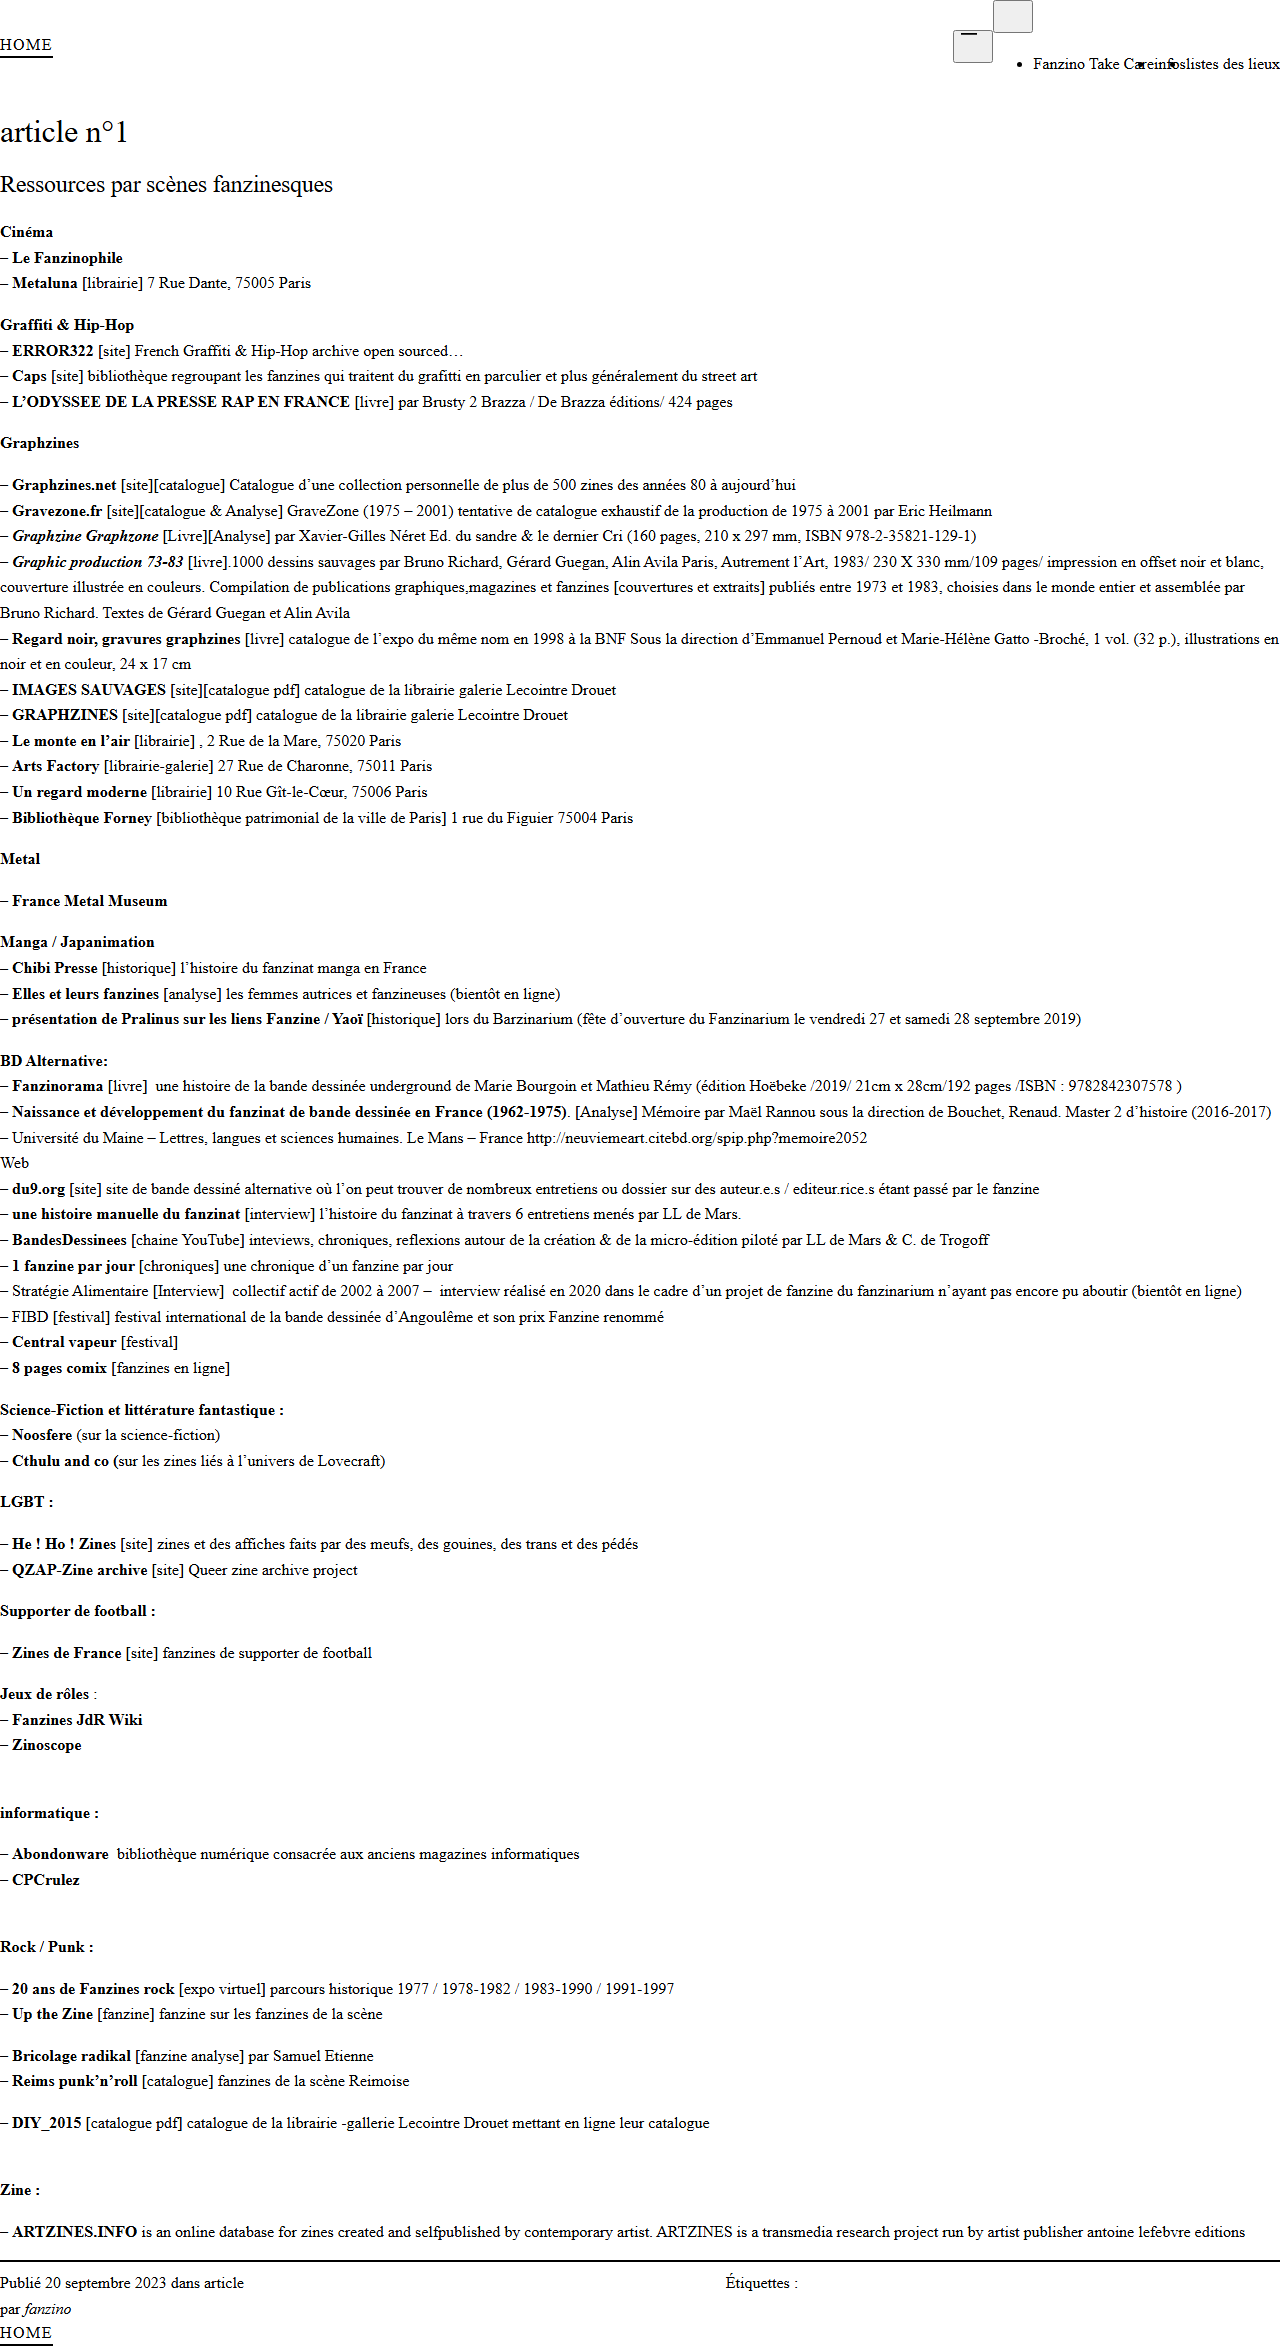 HOME
Fanzino Take Care
infos
listes des lieux
article n°1
Ressources par scènes fanzinesques
Cinéma
– Le Fanzinophile
– Metaluna [librairie] 7 Rue Dante, 75005 Paris
Graffiti & Hip-Hop
– ERROR322 [site] French Graffiti & Hip-Hop archive open sourced…
– Caps [site] bibliothèque regroupant les fanzines qui traitent du grafitti en parculier et plus généralement du street art
– L’ODYSSEE DE LA PRESSE RAP EN FRANCE [livre] par Brusty 2 Brazza / De Brazza éditions/ 424 pages
Graphzines
– Graphzines.net [site][catalogue] Catalogue d’une collection personnelle de plus de 500 zines des années 80 à aujourd’hui
– Gravezone.fr [site][catalogue & Analyse] GraveZone (1975 – 2001) tentative de catalogue exhaustif de la production de 1975 à 2001 par Eric Heilmann
– Graphzine Graphzone [Livre][Analyse] par Xavier-Gilles Néret Ed. du sandre & le dernier Cri (160 pages, 210 x 297 mm, ISBN 978-2-35821-129-1)
– Graphic production 73-83 [livre].1000 dessins sauvages par Bruno Richard, Gérard Guegan, Alin Avila Paris, Autrement l’Art, 1983/ 230 X 330 mm/109 pages/ impression en offset noir et blanc,
couverture illustrée en couleurs. Compilation de publications graphiques,magazines et fanzines [couvertures et extraits] publiés entre 1973 et 1983, choisies dans le monde entier et assemblée par
Bruno Richard. Textes de Gérard Guegan et Alin Avila
– Regard noir, gravures graphzines [livre] catalogue de l’expo du même nom en 1998 à la BNF Sous la direction d’Emmanuel Pernoud et Marie-Hélène Gatto -Broché, 1 vol. (32 p.), illustrations en
noir et en couleur, 24 x 17 cm
– IMAGES SAUVAGES [site][catalogue pdf] catalogue de la librairie galerie Lecointre Drouet
– GRAPHZINES [site][catalogue pdf] catalogue de la librairie galerie Lecointre Drouet
– Le monte en l’air [librairie] , 2 Rue de la Mare, 75020 Paris
– Arts Factory [librairie-galerie] 27 Rue de Charonne, 75011 Paris
– Un regard moderne [librairie] 10 Rue Gît-le-Cœur, 75006 Paris
– Bibliothèque Forney [bibliothèque patrimonial de la ville de Paris] 1 rue du Figuier 75004 Paris
Metal
– France Metal Museum
Manga / Japanimation
– Chibi Presse [historique] l’histoire du fanzinat manga en France
– Elles et leurs fanzines [analyse] les femmes autrices et fanzineuses (bientôt en ligne)
– présentation de Pralinus sur les liens Fanzine / Yaoï [historique] lors du Barzinarium (fête d’ouverture du Fanzinarium le vendredi 27 et samedi 28 septembre 2019)
BD Alternative:
– Fanzinorama [livre]  une histoire de la bande dessinée underground de Marie Bourgoin et Mathieu Rémy (édition Hoëbeke /2019/ 21cm x 28cm/192 pages /ISBN : 9782842307578 )
– Naissance et développement du fanzinat de bande dessinée en France (1962-1975). [Analyse] Mémoire par Maël Rannou sous la direction de Bouchet, Renaud. Master 2 d’histoire (2016-2017)
– Université du Maine – Lettres, langues et sciences humaines. Le Mans – France http://neuviemeart.citebd.org/spip.php?memoire2052
Web
– du9.org [site] site de bande dessiné alternative où l’on peut trouver de nombreux entretiens ou dossier sur des auteur.e.s / editeur.rice.s étant passé par le fanzine
– une histoire manuelle du fanzinat [interview] l’histoire du fanzinat à travers 6 entretiens menés par LL de Mars.
– BandesDessinees [chaine YouTube] inteviews, chroniques, reflexions autour de la création & de la micro-édition piloté par LL de Mars & C. de Trogoff
– 1 fanzine par jour [chroniques] une chronique d’un fanzine par jour
– Stratégie Alimentaire [Interview]  collectif actif de 2002 à 2007 –  interview réalisé en 2020 dans le cadre d’un projet de fanzine du fanzinarium n’ayant pas encore pu aboutir (bientôt en ligne)
– FIBD [festival] festival international de la bande dessinée d’Angoulême et son prix Fanzine renommé
– Central vapeur [festival]
– 8 pages comix [fanzines en ligne]
Science-Fiction et littérature fantastique :
– Noosfere (sur la science-fiction)
– Cthulu and co (sur les zines liés à l’univers de Lovecraft)
LGBT :
– He ! Ho ! Zines [site] zines et des affiches faits par des meufs, des gouines, des trans et des pédés
– QZAP-Zine archive [site] Queer zine archive project
Supporter de football :
– Zines de France [site] fanzines de supporter de football
Jeux de rôles :
– Fanzines JdR Wiki
– Zinoscope
informatique :
– Abondonware  bibliothèque numérique consacrée aux anciens magazines informatiques
– CPCrulez
Rock / Punk :
– 20 ans de Fanzines rock [expo virtuel] parcours historique 1977 / 1978-1982 / 1983-1990 / 1991-1997
– Up the Zine [fanzine] fanzine sur les fanzines de la scène
– Bricolage radikal [fanzine analyse] par Samuel Etienne
– Reims punk’n’roll [catalogue] fanzines de la scène Reimoise
– DIY_2015 [catalogue pdf] catalogue de la librairie -gallerie Lecointre Drouet mettant en ligne leur catalogue
Zine :
– ARTZINES.INFO is an online database for zines created and selfpublished by contemporary artist. ARTZINES is a transmedia research project run by artist publisher antoine lefebvre editions
Publié 20 septembre 2023 dans article
par fanzino
Étiquettes :
HOME